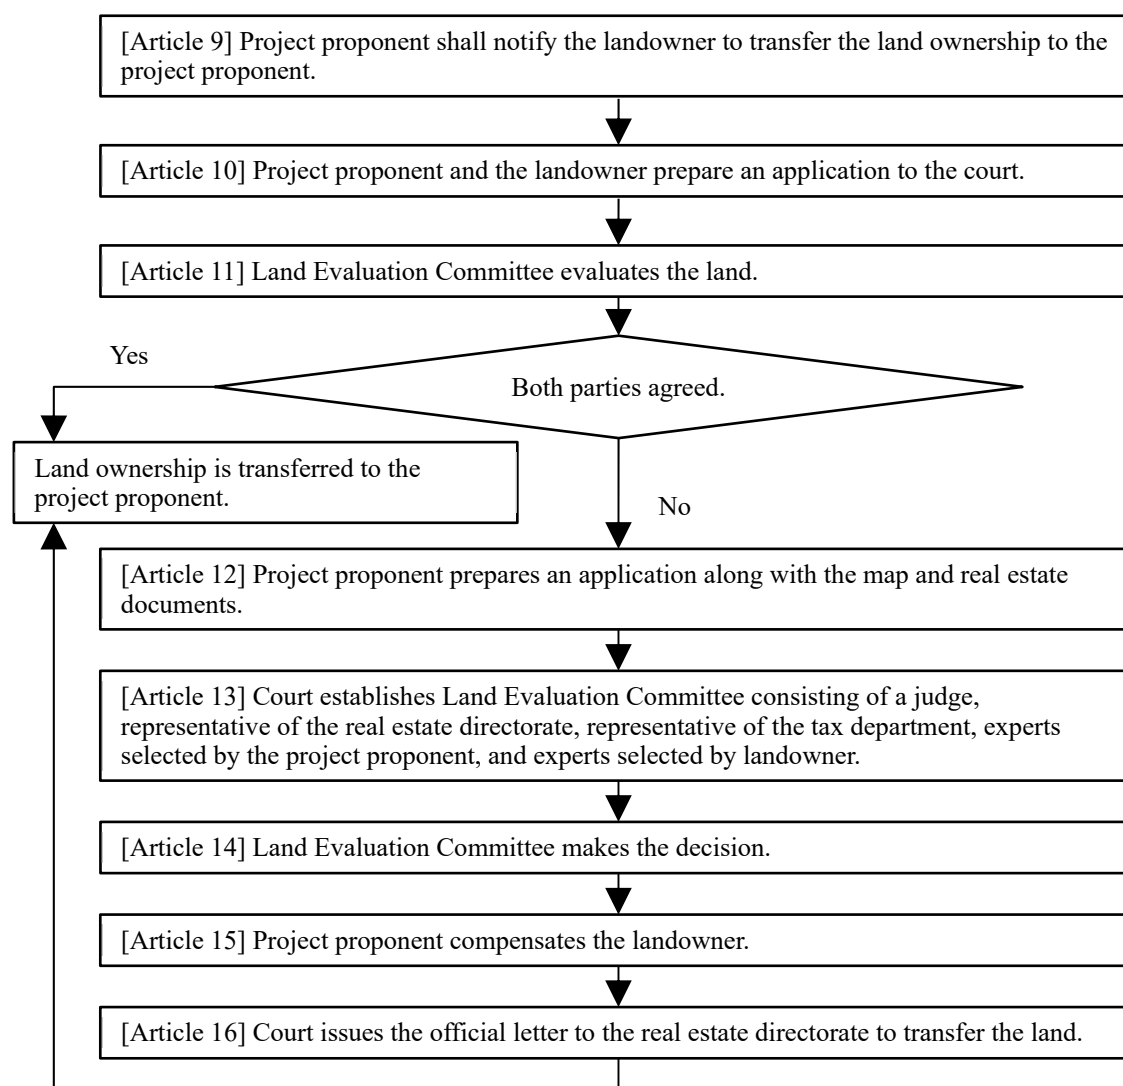 [Article 9] Project proponent shall notify the landowner to transfer the land ownership to the
project proponent.
[Article 10] Project proponent and the landowner prepare an application to the court.
[Article 11] Land Evaluation Committee evaluates the land.
Yes
Both parties agreed.
Land ownership is transferred to the
project proponent.
No
[Article 12] Project proponent prepares an application along with the map and real estate
documents.
[Article 13] Court establishes Land Evaluation Committee consisting of a judge,
representative of the real estate directorate, representative of the tax department, experts
selected by the project proponent, and experts selected by landowner.
[Article 14] Land Evaluation Committee makes the decision.
[Article 15] Project proponent compensates the landowner.
[Article 16] Court issues the official letter to the real estate directorate to transfer the land.